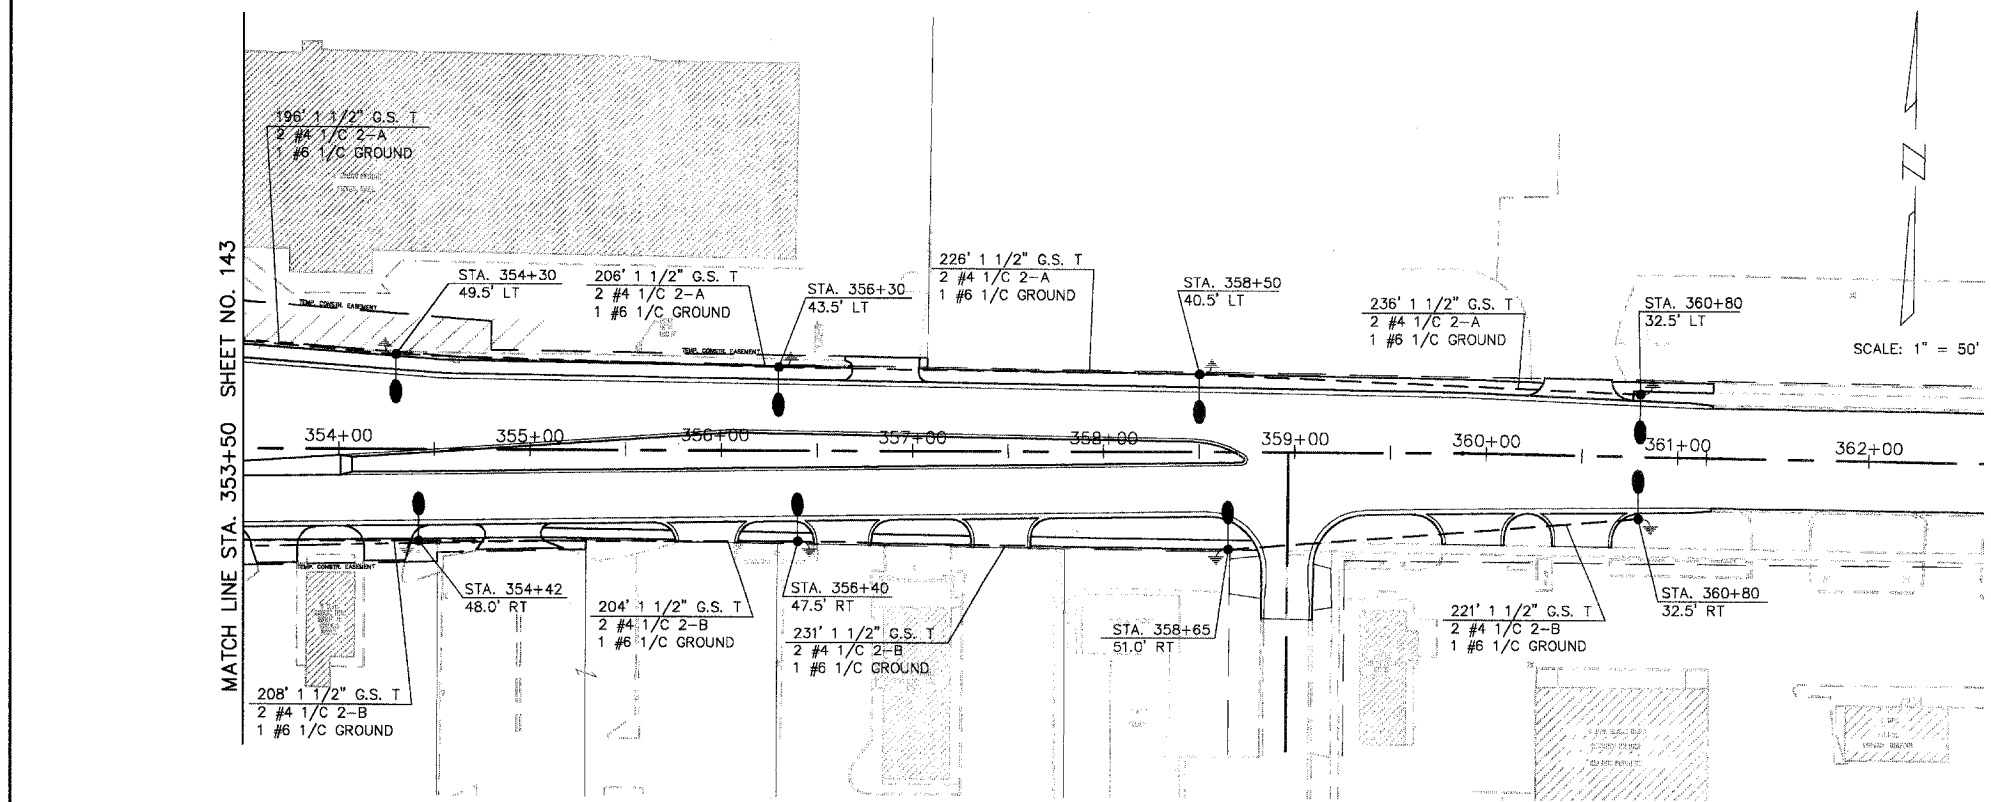 196' 1 1/2" G.S. T
2 #4 1/C 2-A
1 #6 1/C GROUND
MATCH LINE STA. 353+50 SHEET NO. 143
TEMP. CONSTR. EASEMENT
STA. 354+30
49.5' LT
206' 1 1/2" G.S. T
2 #4 1/C 2-A
1 #6 1/C GROUND
TEMP. CONSTR. EASEMENT
STA. 356+30
43.5' LT
226' 1 1/2" G.S. T
2 #4 1/C 2-A
1 #6 1/C GROUND
STA. 358+50
40.5' LT
236' 1 1/2" G.S. T
2 #4 1/C 2-A
1 #6 1/C GROUND
STA. 360+80
32.5' LT
SCALE: 1" = 50'
354+00
355+00
356+00
357+00
358+00
359+00
360+00
361+00
362+00
TEMP. CONSTR. EASEMENT
208' 1 1/2" G.S. T
2 #4 1/C 2-B
1 #6 1/C GROUND
STA. 354+42
48.0' RT
204' 1 1/2" G.S. T
2 #4 1/C 2-B
1 #6 1/C GROUND
STA. 356+40
47.5' RT
231' 1 1/2" G.S. T
2 #4 1/C 2-B
1 #6 1/C GROUND
STA. 358+65
51.0' RT
221' 1 1/2" G.S. T
2 #4 1/C 2-B
1 #6 1/C GROUND
STA. 360+80
32.5' RT